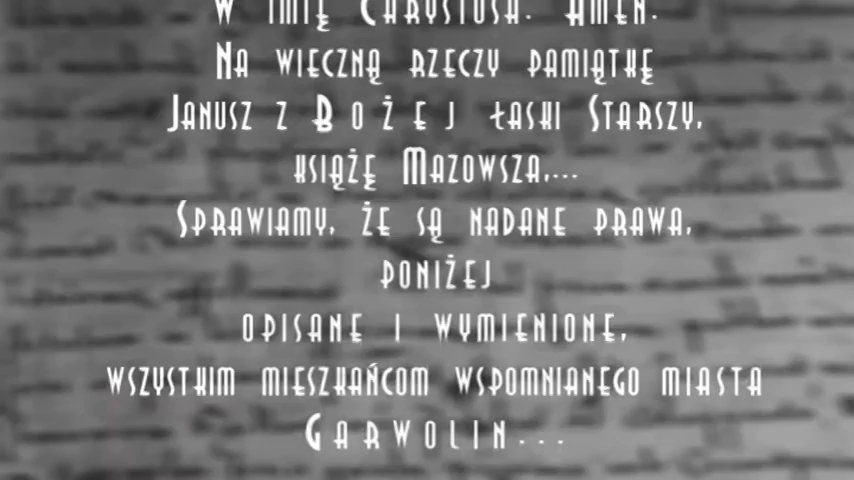 W imię Chrystusa. Amen.
Na wieczną rzeczy pamiątkę
Janusz z Bożej łaski Starszy,
książę Mazowsza,...
Sprawiamy, że są nadane prawa,
poniżej
opisane i wymienione,
wszystkim mieszkańcom wspomnianego miasta
Garwolin...